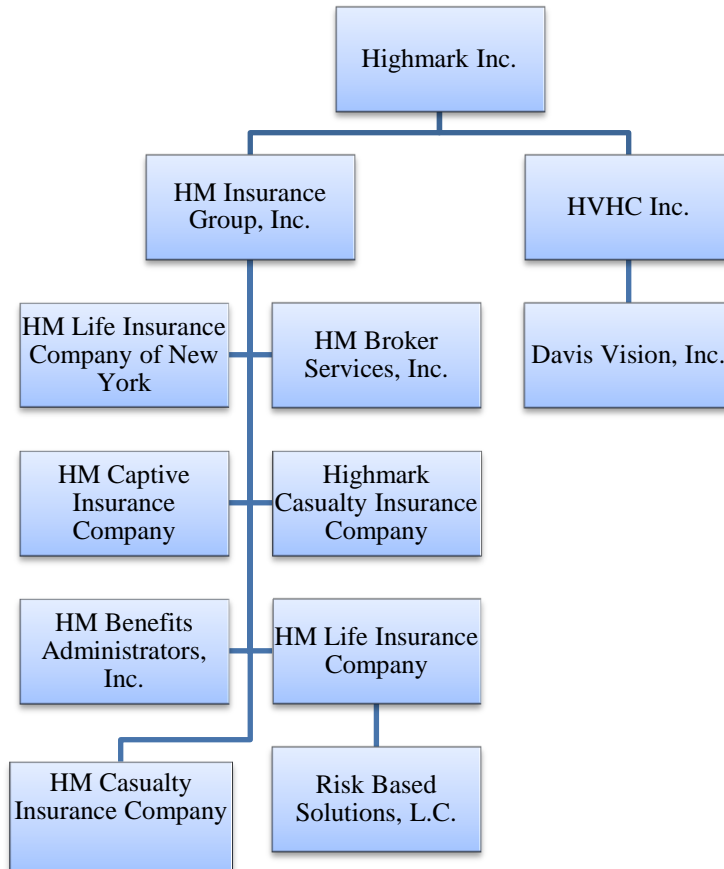 Highmark Inc.
HM Insurance
Group, Inc.
HVHC Inc.
HM Life Insurance
Company of New
York
HM Broker
Services, Inc.
Davis Vision, Inc.
HM Captive
Insurance
Company
Highmark
Casualty Insurance
Company
HM Benefits
Administrators,
Inc.
HM Life Insurance
Company
HM Casualty
Insurance Company
Risk Based
Solutions, L.C.